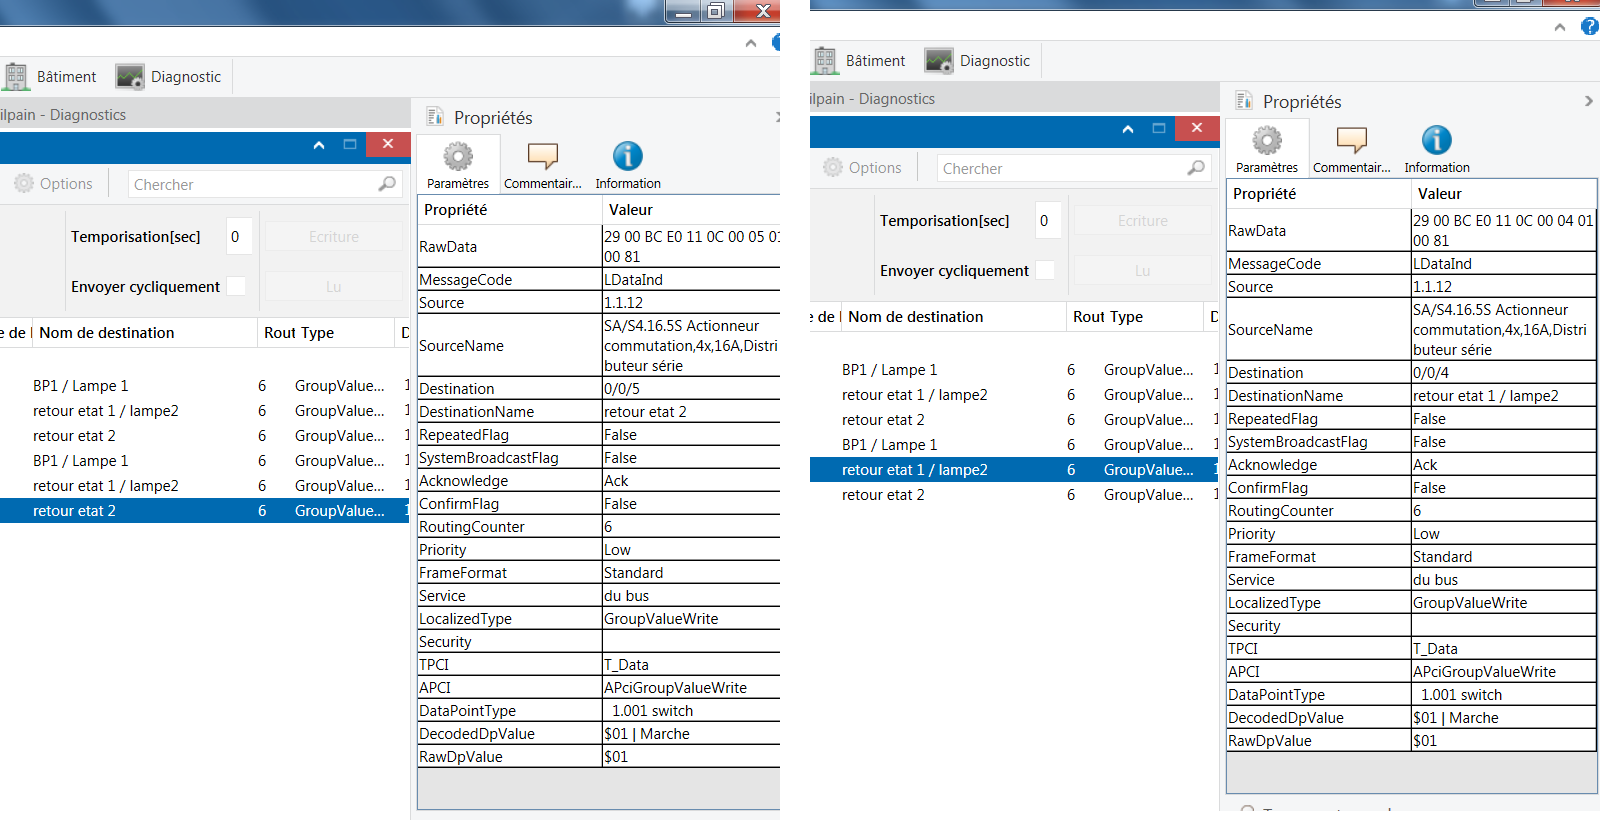 Bâtiment
Diagnostic
ilpain - Diagnostics
Options
Chercher
Temporisation[sec]
0
Ecriture
Envoyer cycliquement
Lu
e de l
Nom de destination
Rout
Type
D
BP1 / Lampe 1
6
GroupValue...
1
retour etat 1 / lampe2
6
GroupValue...
1
retour etat 2
6
GroupValue...
1
BP1 / Lampe 1
6
GroupValue...
1
retour etat 1 / lampe2
6
GroupValue...
1
retour etat 2
6
GroupValue...
1
Propriétés
Paramètres
Commentair...
Information
Propriété
Valeur
RawData
29 00 BC E0 11 0C 00 05 01
00 81
MessageCode
LDataInd
Source
1.1.12
SourceName
SA/S4.16.5S Actionneur
commutation,4x,16A,Distri
buteur série
Destination
0/0/5
DestinationName
retour etat 2
RepeatedFlag
False
SystemBroadcastFlag
False
Acknowledge
Ack
ConfirmFlag
False
RoutingCounter
6
Priority
Low
FrameFormat
Standard
Service
du bus
LocalizedType
GroupValueWrite
Security
TPCI
T_Data
APCI
APciGroupValueWrite
DataPointType
1.001 switch
DecodedDpValue
$01 | Marche
RawDpValue
$01
Bâtiment
Diagnostic
ilpain - Diagnostics
Options
Chercher
Temporisation[sec]
0
Ecriture
Envoyer cycliquement
Lu
e de l
Nom de destination
Rout
Type
D
BP1 / Lampe 1
6
GroupValue...
1
retour etat 1 / lampe2
6
GroupValue...
1
retour etat 2
6
GroupValue...
1
BP1 / Lampe 1
6
GroupValue...
1
retour etat 1 / lampe2
6
GroupValue...
1
retour etat 2
6
GroupValue...
1
Propriétés
Paramètres
Commentair...
Information
Propriété
Valeur
RawData
29 00 BC E0 11 0C 00 04 01
00 81
MessageCode
LDataInd
Source
1.1.12
SourceName
SA/S4.16.5S Actionneur
commutation,4x,16A,Distri
buteur série
Destination
0/0/4
DestinationName
retour etat 1 / lampe2
RepeatedFlag
False
SystemBroadcastFlag
False
Acknowledge
Ack
ConfirmFlag
False
RoutingCounter
6
Priority
Low
FrameFormat
Standard
Service
du bus
LocalizedType
GroupValueWrite
Security
TPCI
T_Data
APCI
APciGroupValueWrite
DataPointType
1.001 switch
DecodedDpValue
$01 | Marche
RawDpValue
$01